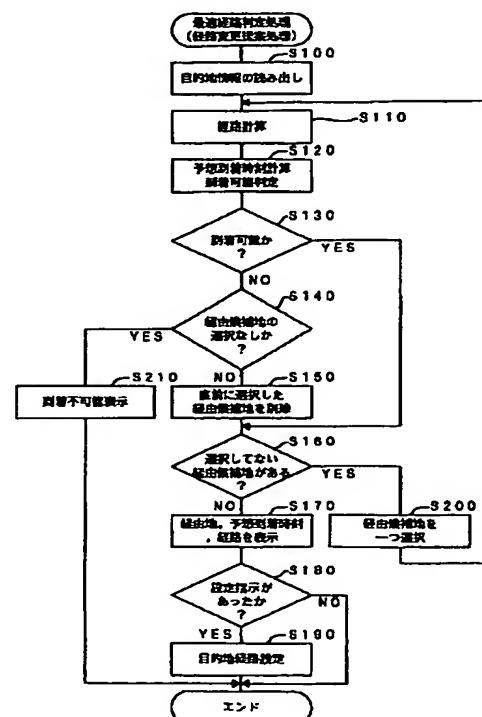 最適経路判定処理
(経路変更提案処理)
S100
目的地情報の読み出し
S110
経路計算
S120
予想到着時刻計算
到着可能判定
S130
到着可能か
?
YES
NO
S140
経由候補地の
選択なしか
?
YES
NO
S210
到着不可能表示
S150
直前に選択した
経由候補地を削除
S160
選択してない
経由候補地がある
?
YES
NO
S170
経由地。予想到着時刻
,経路を表示
S200
経由候補地を
一つ選択
S180
設定指示が
あったか
?
NO
YES
S190
目的地経路設定
エンド